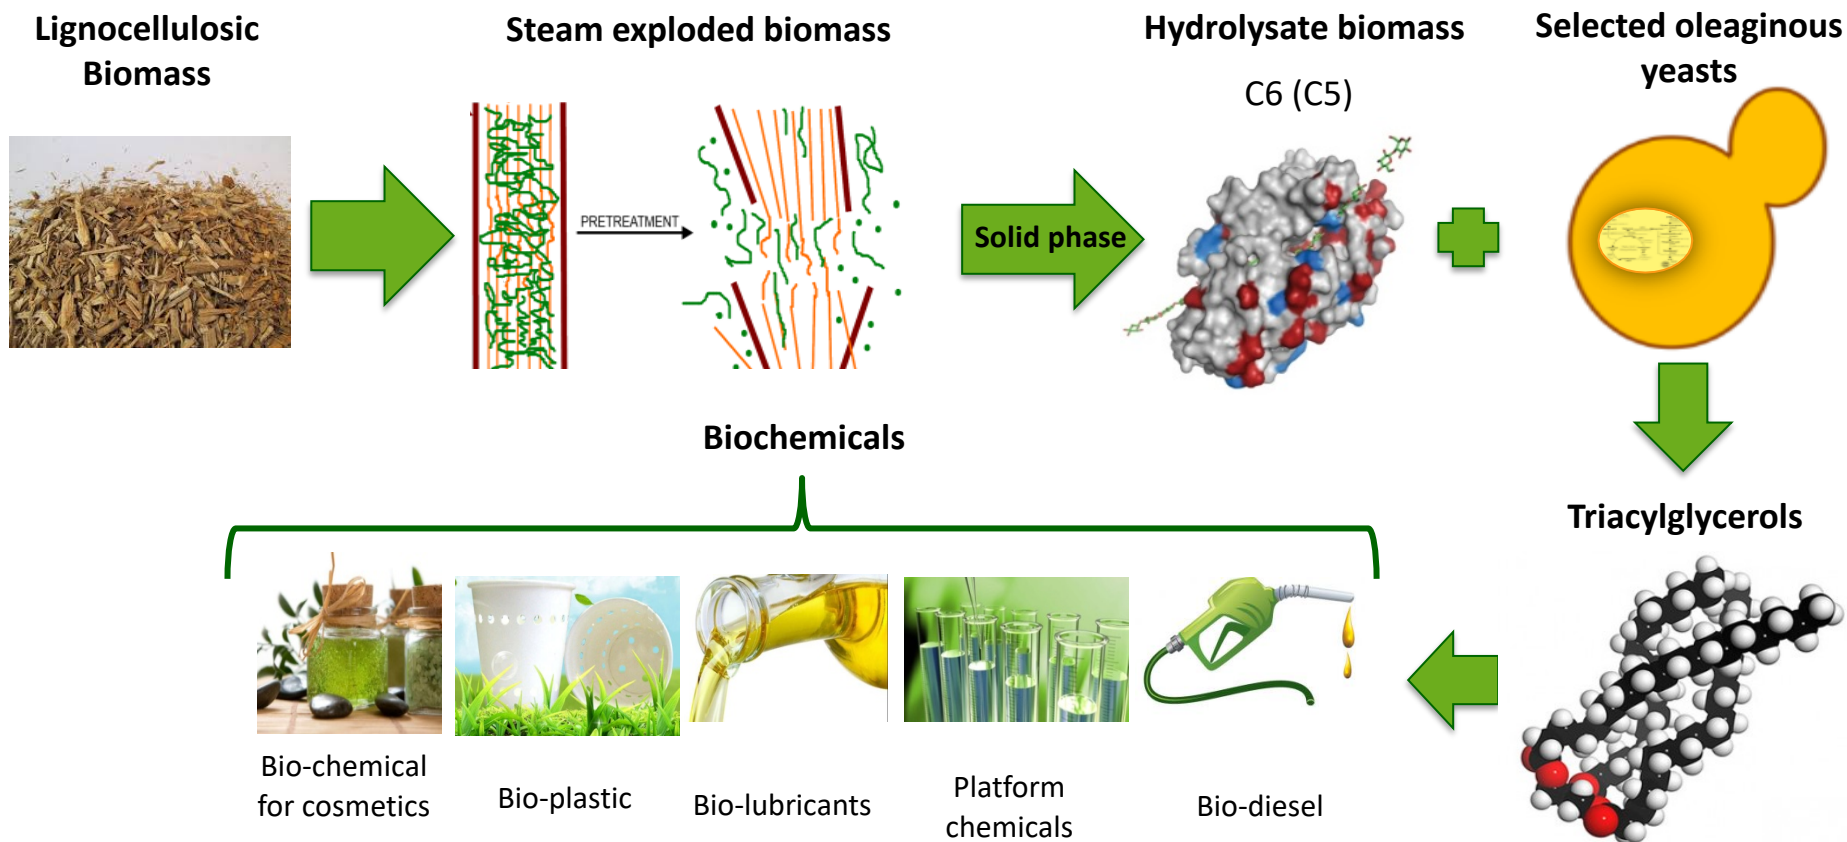 Lignocellulosic
Biomass
Steam exploded biomass
Hydrolysate biomass
C6 (C5)
Selected oleaginous
yeasts
PRETREATMENT
Solid phase
Biochemicals
Triacylglycerols
Bio-chemical
for cosmetics
Bio-plastic
Bio-lubricants
Platform
chemicals
Bio-diesel